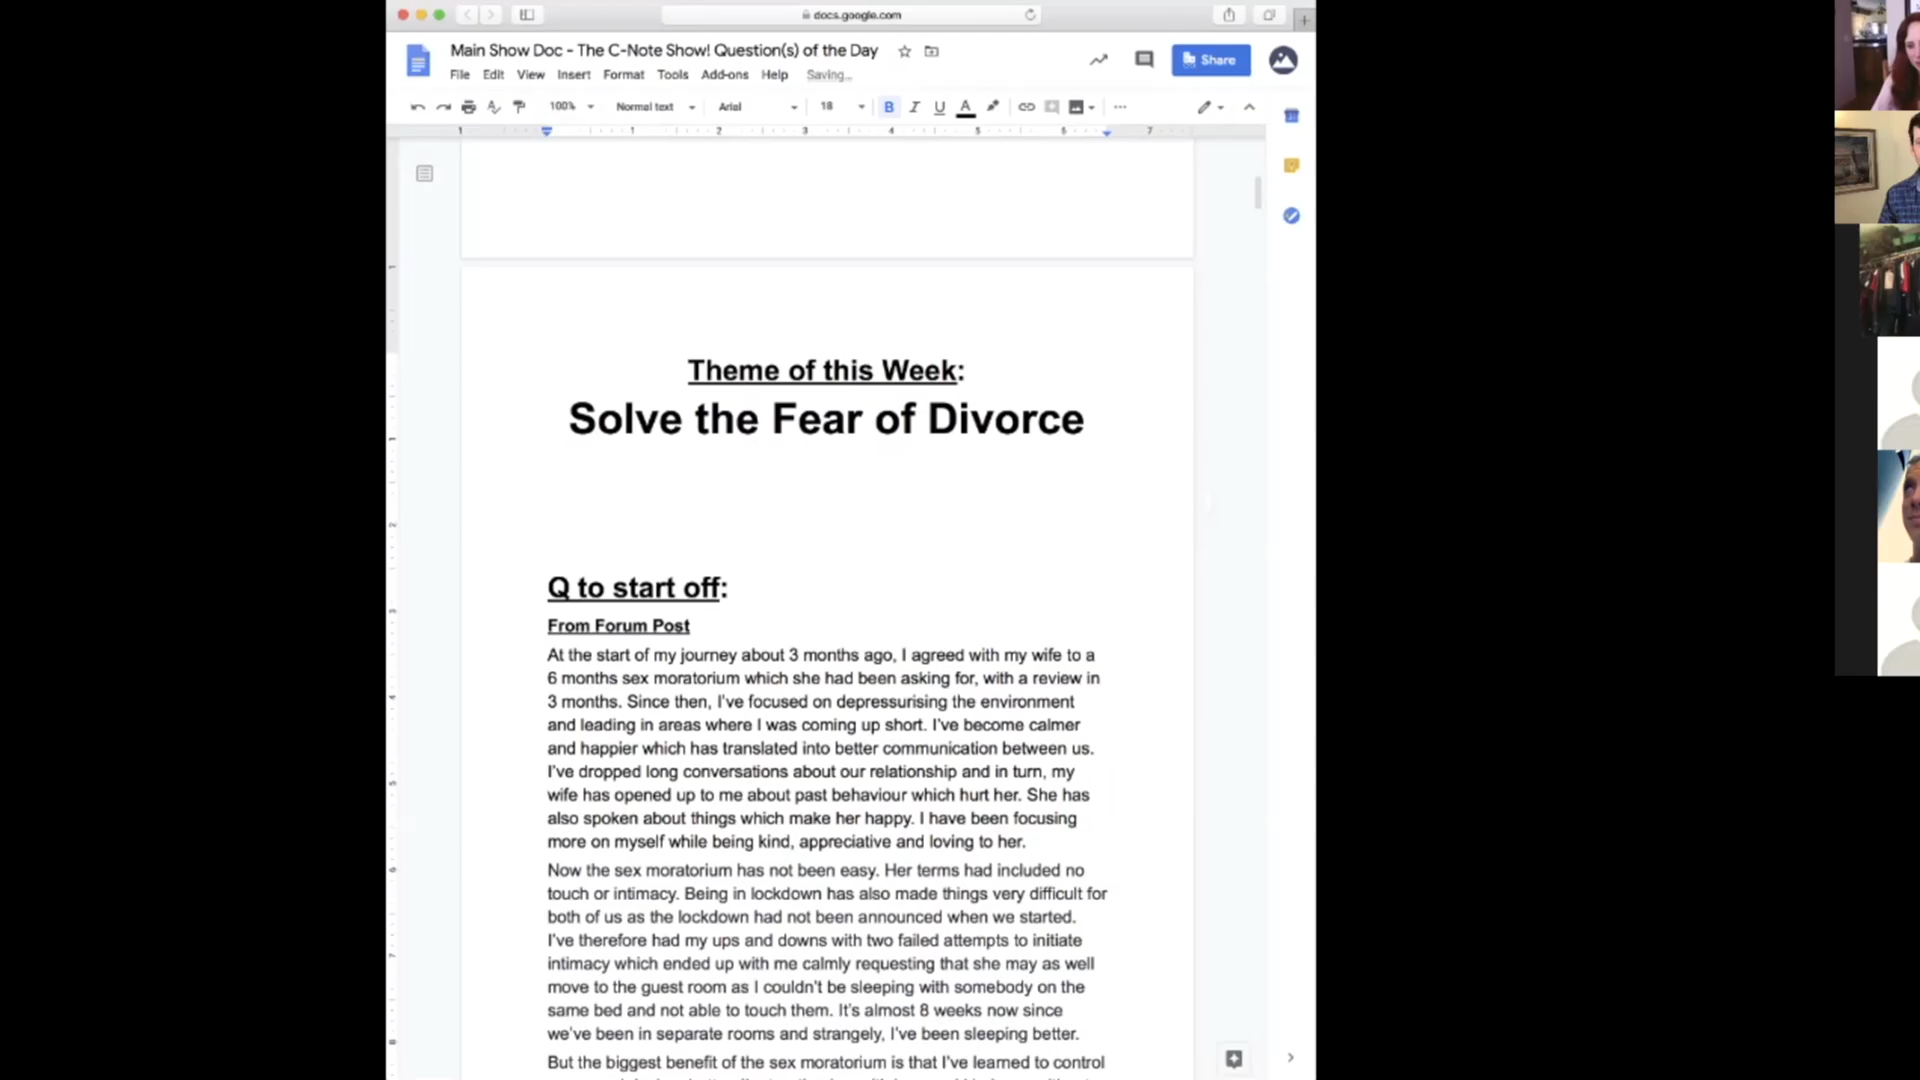 docs.google.com
Main Show Doc - The C-Note Show! Question(s) of the Day
Share
File Edit View Insert Format Tools Add-ons Help Saving...
100% Normal text Arial 18 B I U A
1 1 2 3 4 5 6 7
Theme of this Week:
Solve the Fear of Divorce
Q to start off:
From Forum Post
At the start of my journey about 3 months ago, I agreed with my wife to a
6 months sex moratorium which she had been asking for, with a review in
3 months. Since then, I've focused on depressurising the environment
and leading in areas where I was coming up short. I've become calmer
and happier which has translated into better communication between us.
I've dropped long conversations about our relationship and in turn, my
wife has opened up to me about past behaviour which hurt her. She has
also spoken about things which make her happy. I have been focusing
more on myself while being kind, appreciative and loving to her.
Now the sex moratorium has not been easy. Her terms had included no
touch or intimacy. Being in lockdown has also made things very difficult for
both of us as the lockdown had not been announced when we started.
I've therefore had my ups and downs with two failed attempts to initiate
intimacy which ended up with me calmly requesting that she may as well
move to the guest room as I couldn't be sleeping with somebody on the
same bed and not able to touch them. It's almost 8 weeks now since
we've been in separate rooms and strangely, I've been sleeping better.
But the biggest benefit of the sex moratorium is that I've learned to control